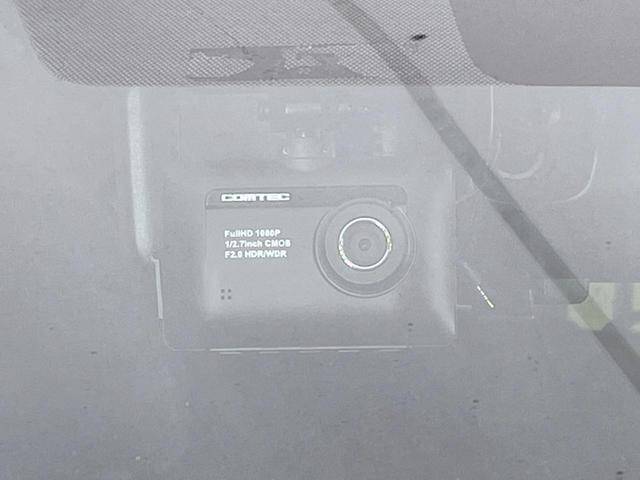 COMTEC
FullHD 1080P
1/2.7inch CMOS
F2.0 HDR/WDR